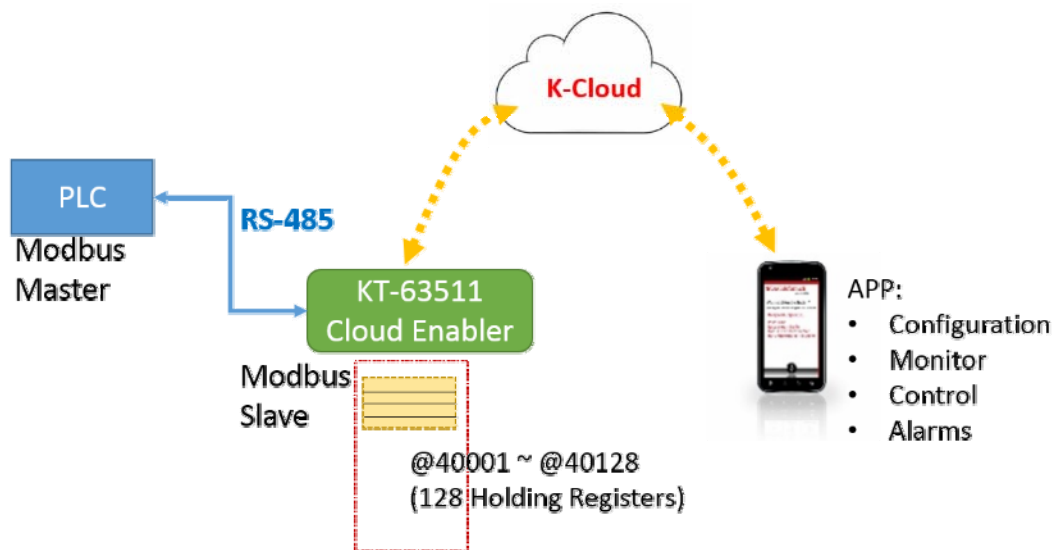 K-Cloud
PLC
Modbus
Master
RS-485
KT-63511
Cloud Enabler
Modbus
Slave
@40001 ~ @40128
(128 Holding Registers)
APP:
• Configuration
• Monitor
• Control
• Alarms